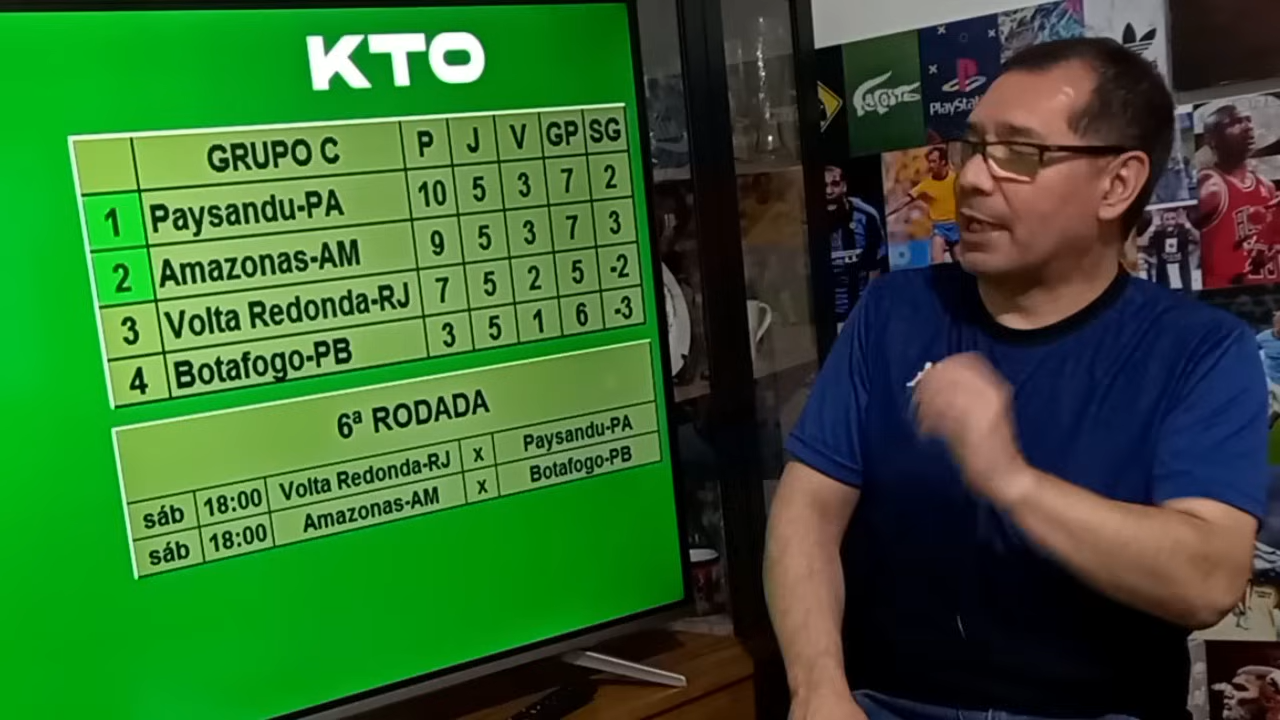 KTO
GRUPO C P J V GP SG
1 Paysandu-PA 10 5 3 7 2
2 Amazonas-AM 9 5 3 7 3
3 Volta Redonda-RJ 7 5 2 5 -2
4 Botafogo-PB 3 5 1 6 -3
6ª RODADA
sáb 18:00 Volta Redonda-RJ x Paysandu-PA
sáb 18:00 Amazonas-AM x Botafogo-PB